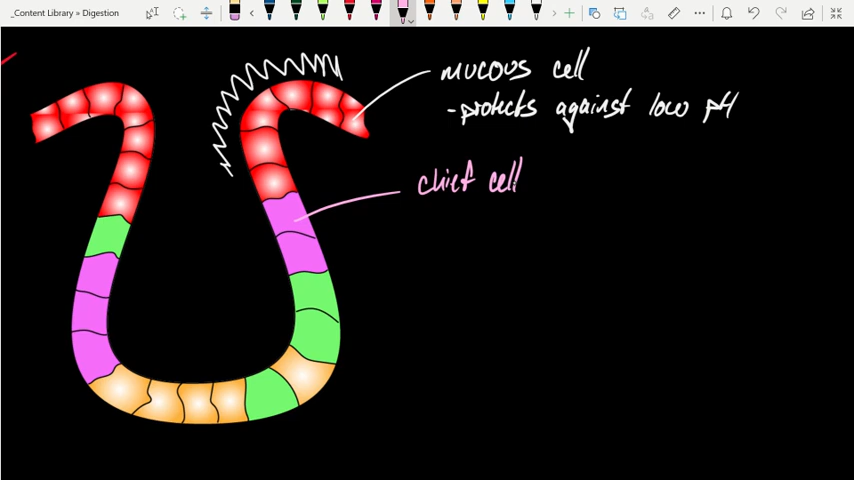 _Content Library » Digestion
mucous cell
-protects against low pH
chief cell